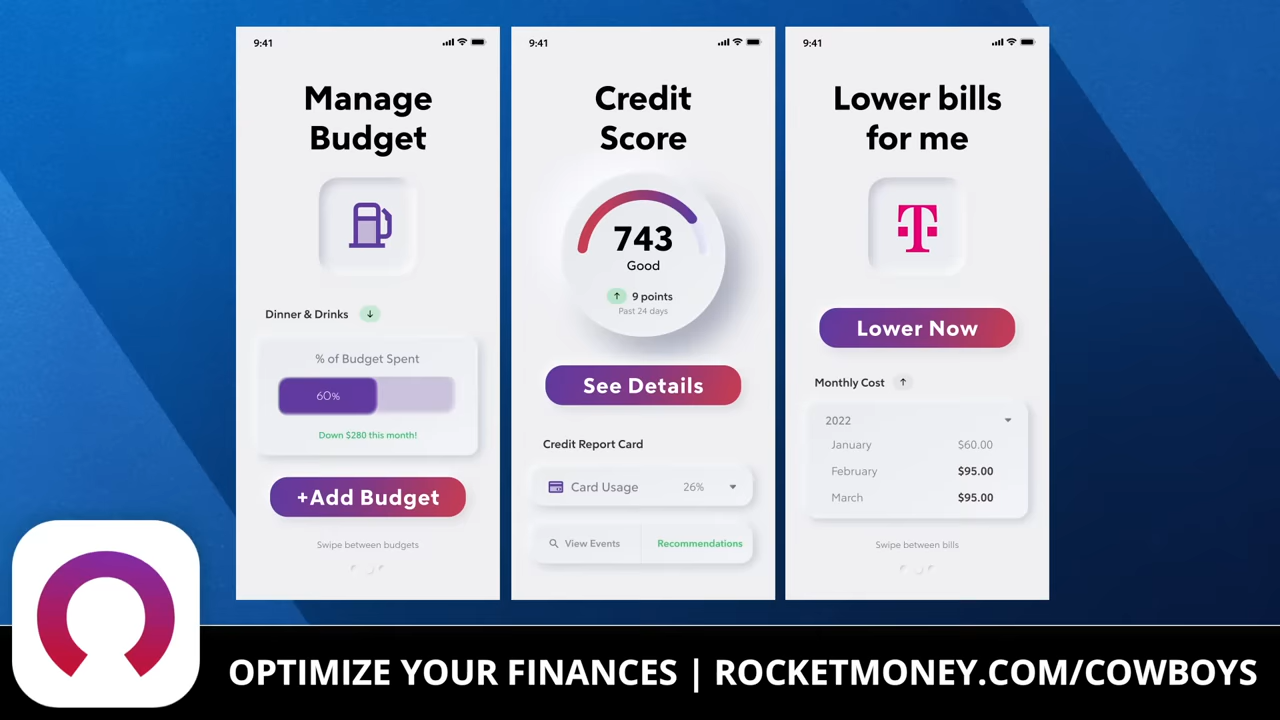 9:41
Manage
Budget
Dinner & Drinks
% of Budget Spent
60%
Down $280 this month!
+Add Budget
Swipe between budgets
9:41
Credit
Score
743
Good
9 points
Past 24 days
See Details
Credit Report Card
Card Usage 26%
View Events Recommendations
9:41
Lower bills
for me
T
Lower Now
Monthly Cost
2022
January $60.00
February $95.00
March $95.00
Swipe between bills
OPTIMIZE YOUR FINANCES | ROCKETMONEY.COM/COWBOYS